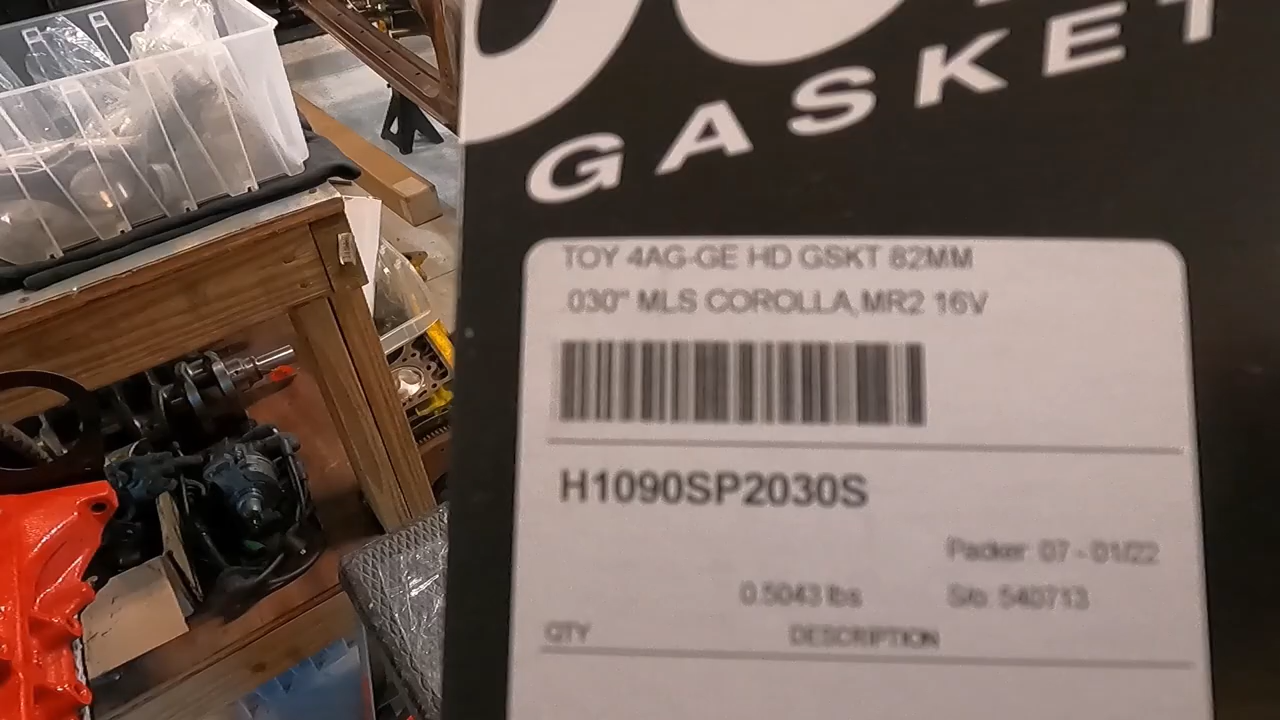 GASKET
TOY 4AG-GE HD GSKT 82MM
.030" MLS COROLLA,MR2 16V
H1090SP2030S
Packer: 07 - 01/22
0.5043 lbs
S/o: 540713
QTY
DESCRIPTION